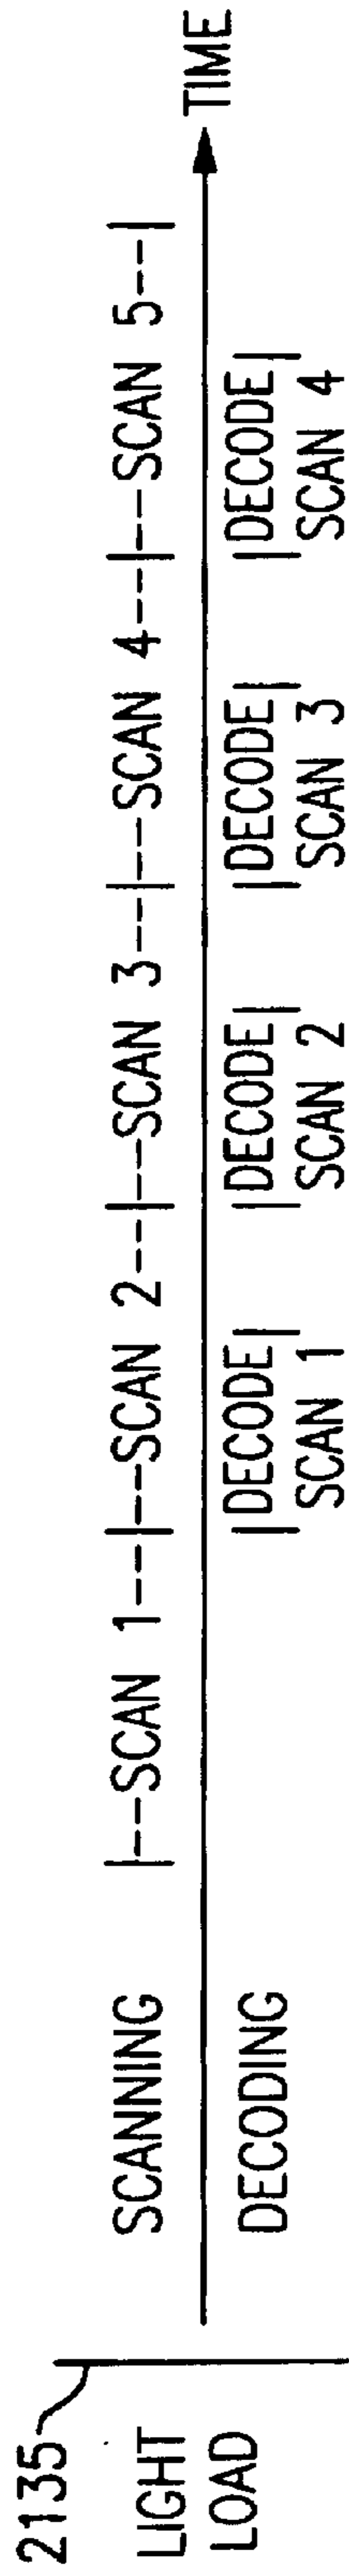 2135
LIGHT
LOAD
SCANNING
|--SCAN 1--|--SCAN 2--|--SCAN 3--|--SCAN 4--|--SCAN 5--|
TIME
DECODING
|DECODE| |DECODE| |DECODE| |DECODE|
SCAN 1 SCAN 2 SCAN 3 SCAN 4